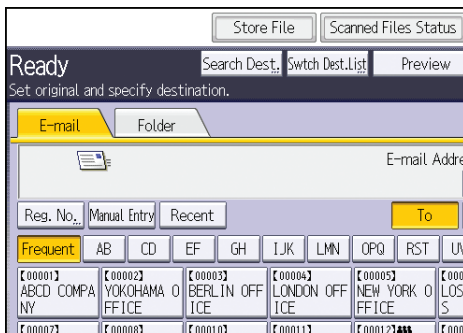 Store File Scanned Files Status
Ready Search Dest. Swtch Dest.List Preview
Set original and specify destination.
E-mail Folder
E-mail Addre
Reg. No. Manual Entry Recent To
Frequent AB CD EF GH IJK LMN OPQ RST UV
[00001] [00002] [00003] [00004] [00005] [000
ABCD COMPA YOKOHAMA O BERLIN OFF LONDON OFF NEW YORK O LOS
NY FFICE ICE ICE FFICE S
[00007] [00008] [00010] [00011] [00012]